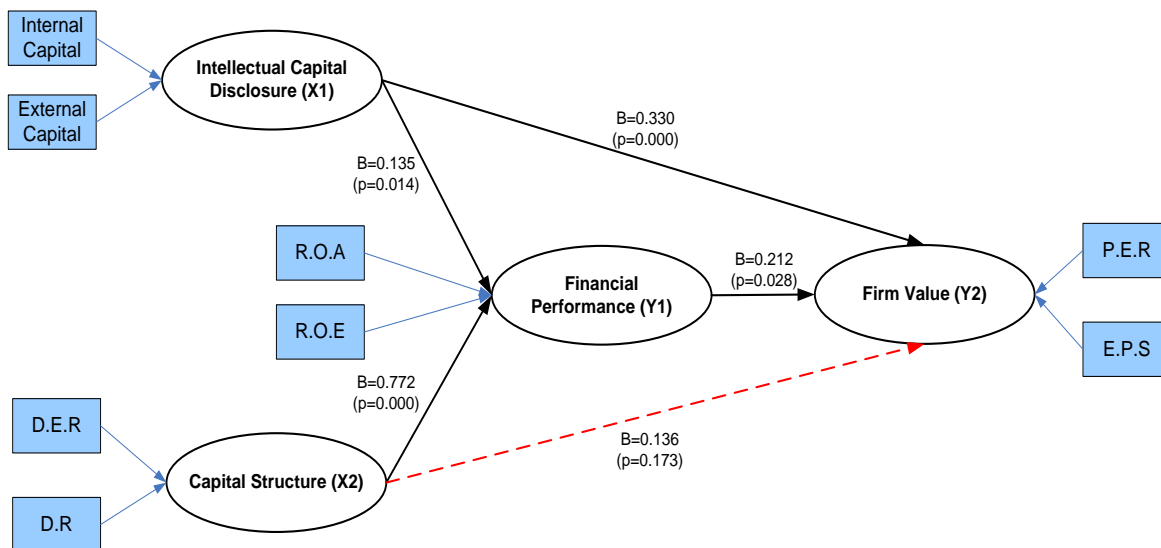 Internal
Capital
External
Capital
Intellectual Capital
Disclosure (X1)
B=0.330
(p=0.000)
B=0.135
(p=0.014)
R.O.A
R.O.E
Financial
Performance (Y1)
B=0.212
(p=0.028)
Firm Value (Y2)
P.E.R
E.P.S
B=0.772
(p=0.000)
B=0.136
(p=0.173)
D.E.R
D.R
Capital Structure (X2)